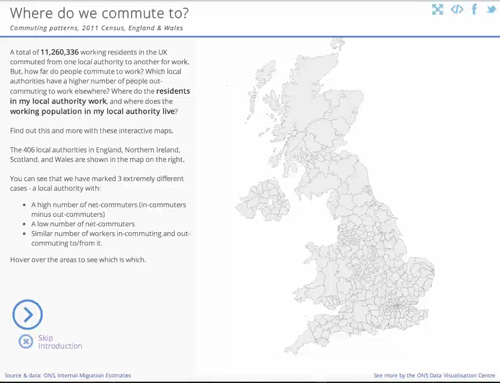 Where do we commute to?
Commuting patterns, 2011 Census, England & Wales
A total of 11,260,336 working residents in the UK
commuted from one local authority to another for work.
But, how far do people commute to work? Which local
authorities have a higher number of people out-
commuting to work elsewhere? Where do the residents
in my local authority work, and where does the
working population in my local authority live?
Find out this and more with these interactive maps.
The 406 local authorities in England, Northern Ireland,
Scotland, and Wales are shown in the map on the right.
You can see that we have marked 3 extremely different
cases - a local authority with:
A high number of net-commuters (in-commuters
minus out-commuters)
A low number of net-commuters
Similar number of workers in-commuting and out-
commuting to/from it.
Hover over the areas to see which is which.
Skip
Introduction
Source & data: ONS, Internal Migration Estimates
See more by the ONS Data Visualisation Centre